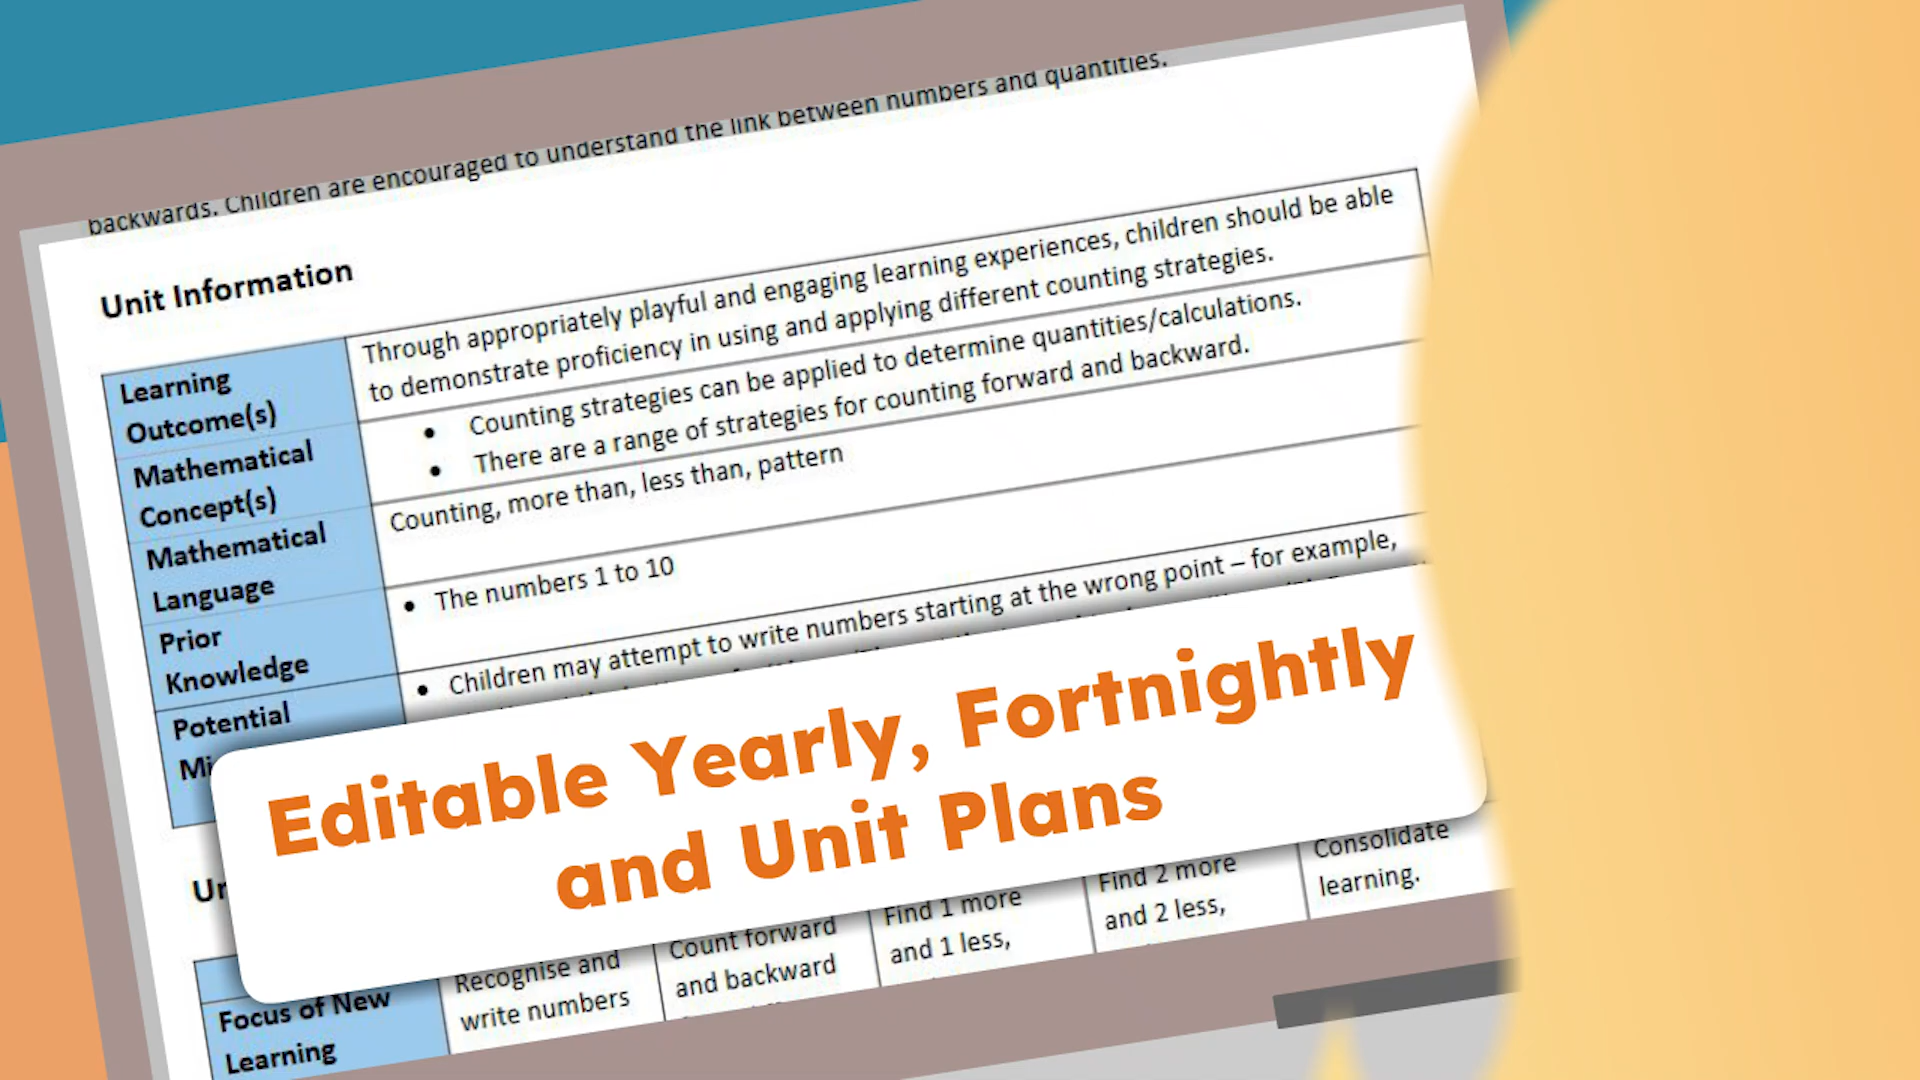 backwards. Children are encouraged to understand the link between numbers and quantities.
Unit Information
Learning
Outcome(s)
Through appropriately playful and engaging learning experiences, children should be able
to demonstrate proficiency in using and applying different counting strategies.
Mathematical
Concept(s)
• Counting strategies can be applied to determine quantities/calculations.
• There are a range of strategies for counting forward and backward.
Mathematical
Language
Counting, more than, less than, pattern
Prior
Knowledge
• The numbers 1 to 10
Potential
• Children may attempt to write numbers starting at the wrong point – for example,
Editable Yearly, Fortnightly
and Unit Plans
Focus of New
Learning
Recognise and
write numbers
Count forward
and backward
Find 1 more
and 1 less,
Find 2 more
and 2 less,
Consolidate
learning.